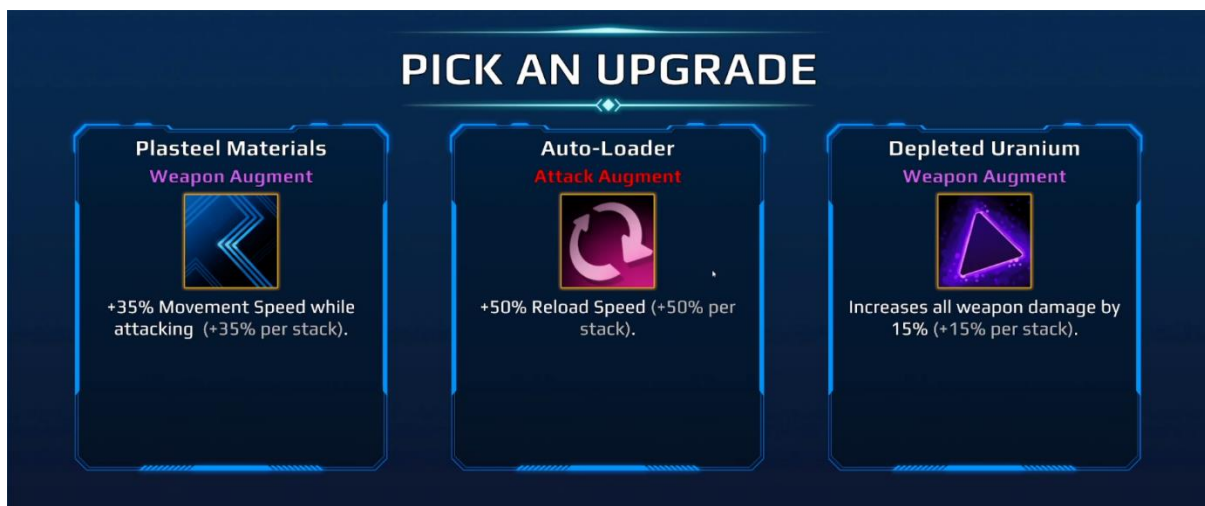 PICK AN UPGRADE
Plasteel Materials
Weapon Augment
+35% Movement Speed while
attacking (+35% per stack).
Auto-Loader
Attack Augment
+50% Reload Speed (+50% per
stack).
Depleted Uranium
Weapon Augment
Increases all weapon damage by
15% (+15% per stack).